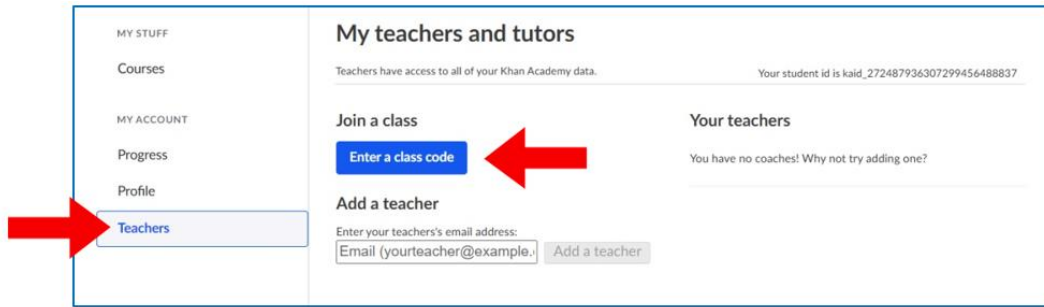 MY STUFF
Courses
MY ACCOUNT
Progress
Profile
Teachers
My teachers and tutors
Teachers have access to all of your Khan Academy data.
Your student id is kaid_272487936307299456488837
Join a class
Enter a class code
Your teachers
You have no coaches! Why not try adding one?
Add a teacher
Enter your teachers's email address:
Email (yourteacher@example.
Add a teacher